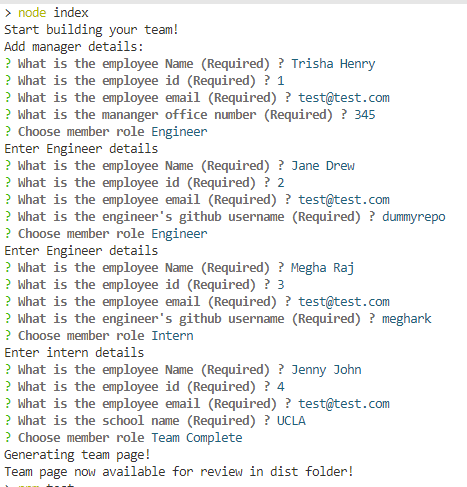 > node index
Start building your team!
Add manager details:
? What is the employee Name (Required) ? Trisha Henry
? What is the employee id (Required) ? 1
? What is the employee email (Required) ? test@test.com
? What is the mananger office number (Required) ? 345
? Choose member role Engineer
Enter Engineer details
? What is the employee Name (Required) ? Jane Drew
? What is the employee id (Required) ? 2
? What is the employee email (Required) ? test@test.com
? What is the engineer's github username (Required) ? dummyrepo
? Choose member role Engineer
Enter Engineer details
? What is the employee Name (Required) ? Megha Raj
? What is the employee id (Required) ? 3
? What is the employee email (Required) ? test@test.com
? What is the engineer's github username (Required) ? meghark
? Choose member role Intern
Enter intern details
? What is the employee Name (Required) ? Jenny John
? What is the employee id (Required) ? 4
? What is the employee email (Required) ? test@test.com
? What is the school name (Required) ? UCLA
? Choose member role Team Complete
Generating team page!
Team page now available for review in dist folder!